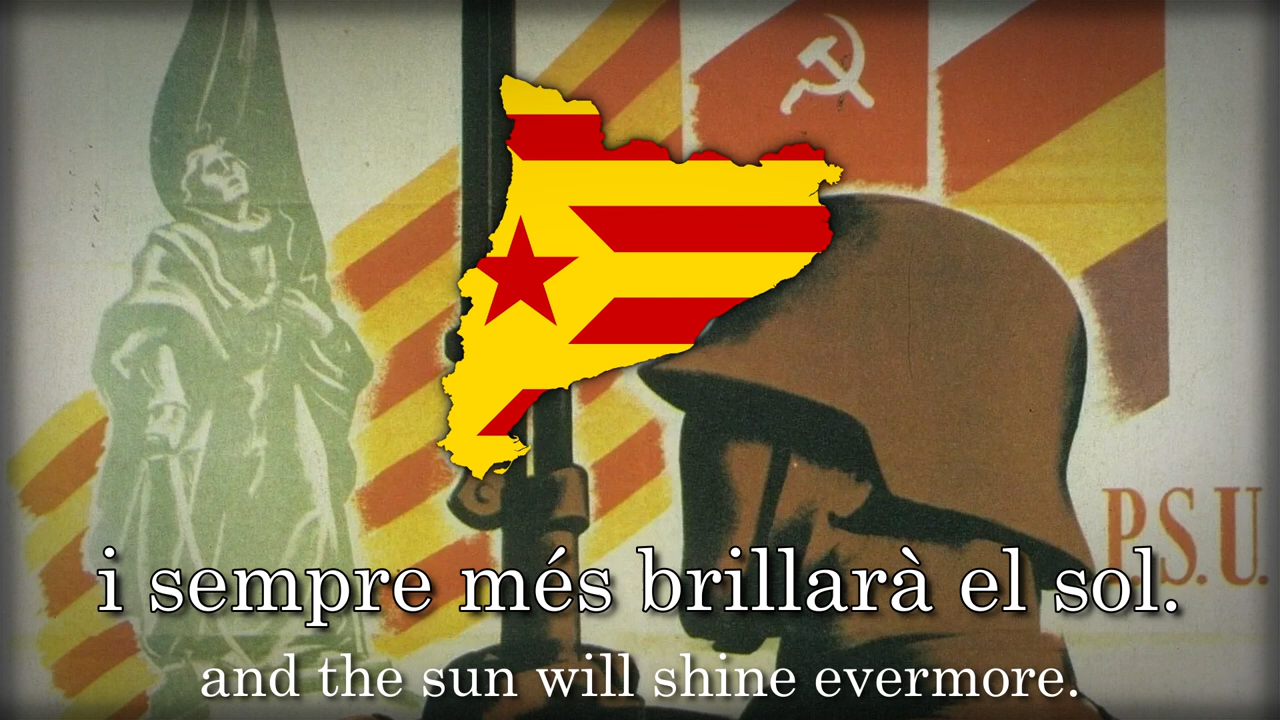 P.S.U.
i sempre més brillarà el sol.
and the sun will shine evermore.